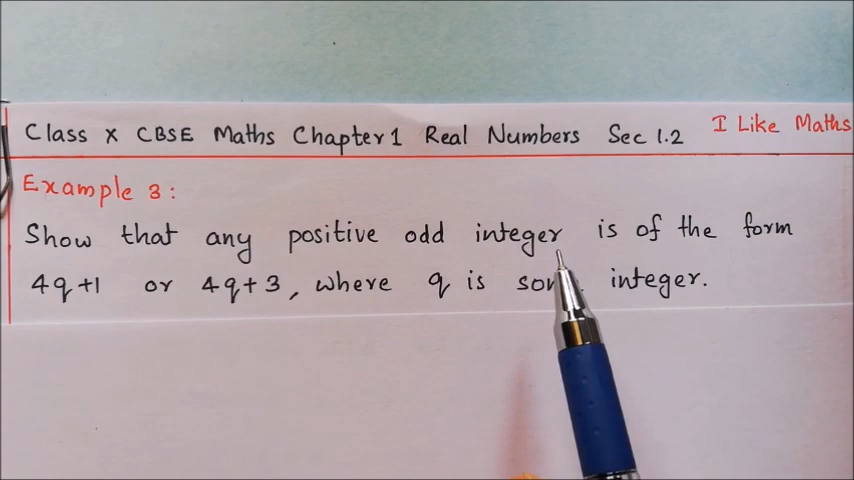 Class X CBSE Maths Chapter 1 Real Numbers Sec 1.2 I Like Maths
Example 3:
Show that any positive odd integer is of the form
4q+1 or 4q+3, where q is integer.